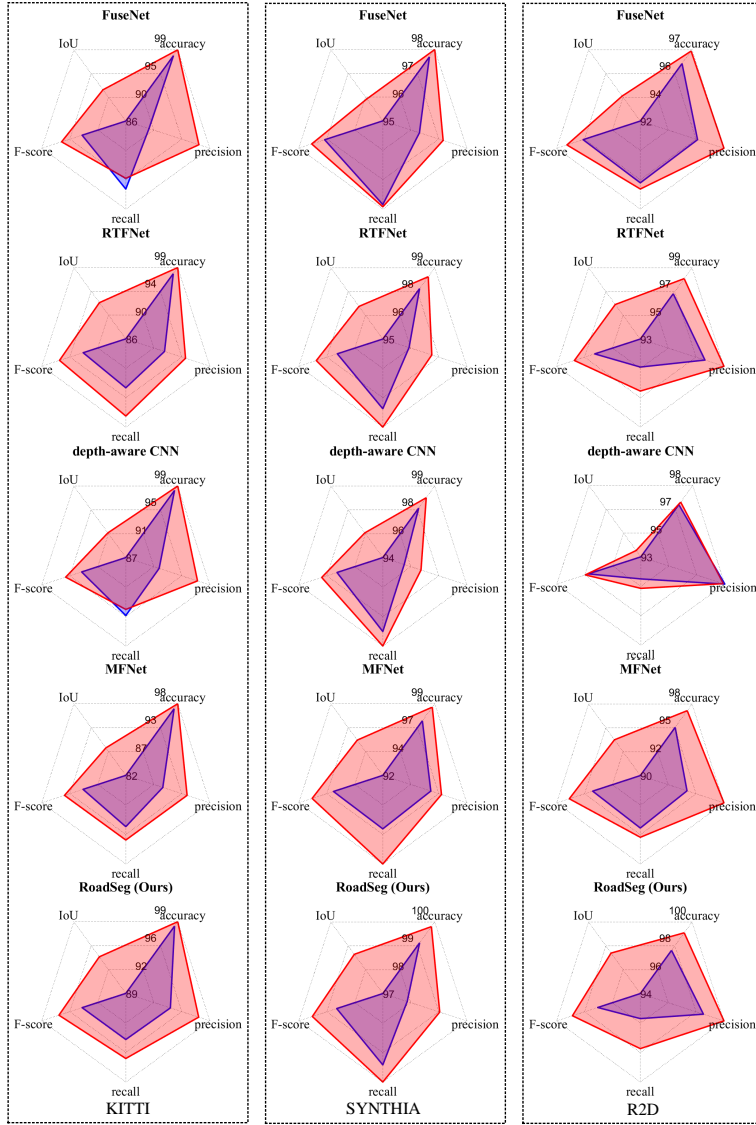 FuseNet
FuseNet
FuseNet
IoU
99
accuracy
95
90
86
F-score
precision
recall
IoU
98
accuracy
97
96
95
F-score
precision
recall
IoU
97
accuracy
96
94
92
F-score
precision
recall
RTFNet
RTFNet
RTFNet
IoU
99
accuracy
94
90
86
F-score
precision
recall
IoU
99
accuracy
98
96
95
F-score
precision
recall
IoU
99
accuracy
97
95
93
F-score
precision
recall
depth-aware CNN
depth-aware CNN
depth-aware CNN
IoU
99
accuracy
95
91
87
F-score
precision
recall
IoU
99
accuracy
98
96
94
F-score
precision
recall
IoU
98
accuracy
97
95
93
F-score
precision
recall
MFNet
MFNet
MFNet
IoU
98
accuracy
93
87
82
F-score
precision
recall
IoU
99
accuracy
97
94
92
F-score
precision
recall
IoU
98
accuracy
95
92
90
F-score
precision
recall
RoadSeg (Ours)
RoadSeg (Ours)
RoadSeg (Ours)
IoU
99
accuracy
96
92
89
F-score
precision
recall
IoU
100
accuracy
99
98
97
F-score
precision
recall
IoU
100
accuracy
98
96
94
F-score
precision
recall
KITTI
SYNTHIA
R2D